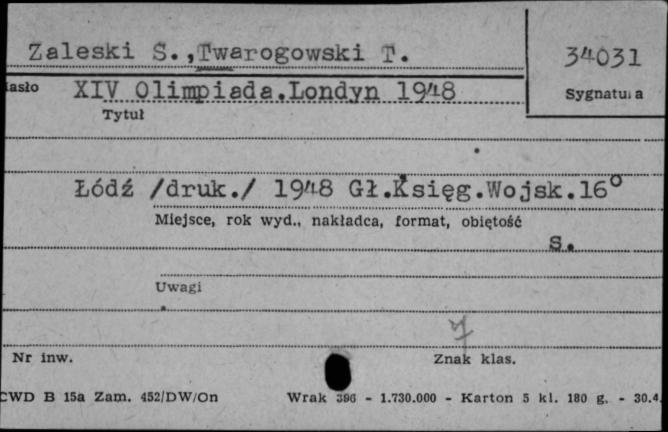 Zaleski S.,Twarogowski T.
34031
asło XIV Olimpiada.Londyn 1948
Sygnatura
Tytuł
Łódź /druk./ 1948 Gł.Księg.Wojsk.16°
Miejsce, rok wyd., nakładca, format, obiętość
s.
Uwagi
Nr inw.
Znak klas.
CWD B 15a Zam. 452/DW/On Wrak 396 - 1.730.000 - Karton 5 kl. 180 g. - 30.4